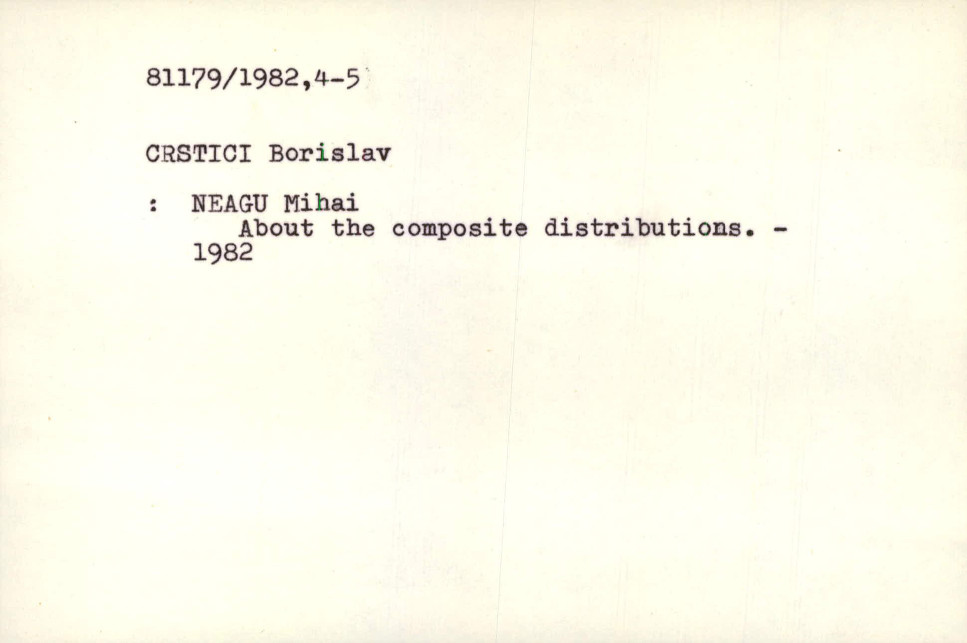 81179/1982,4-5
CRSTICI Borislav
: NEAGU Mihai
About the composite distributions. -
1982